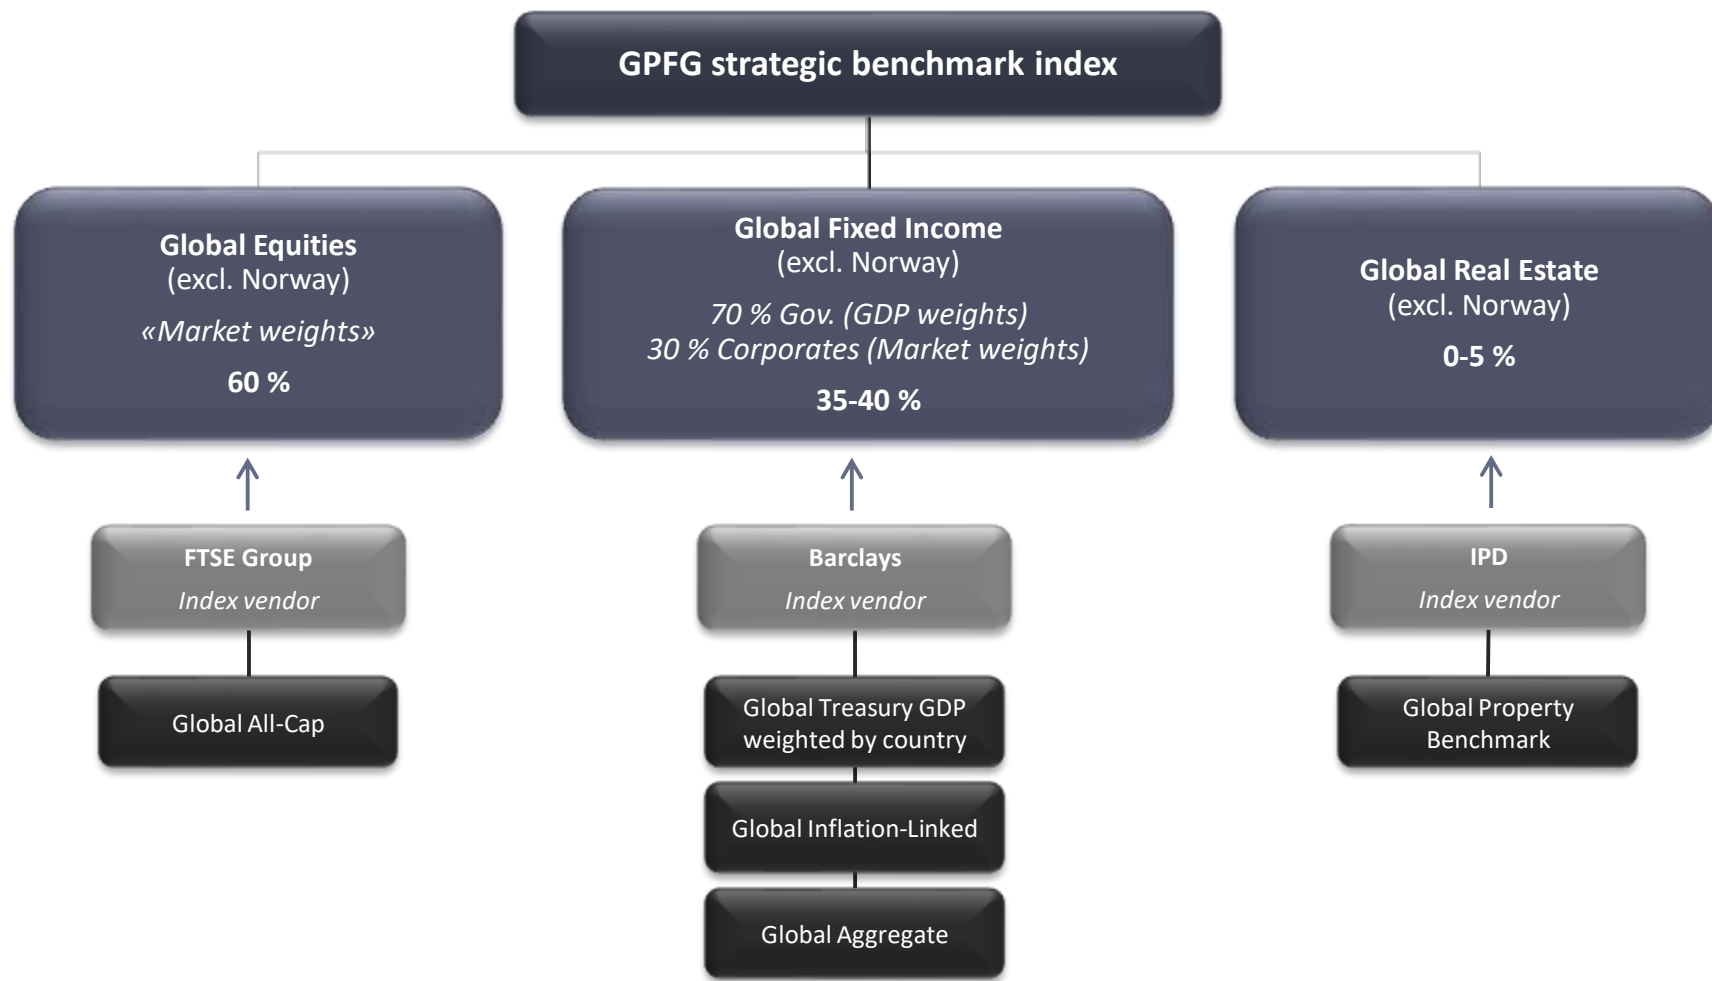 GPFG strategic benchmark index
Global Equities
(excl. Norway)
«Market weights»
60 %
Global Fixed Income
(excl. Norway)
70 % Gov. (GDP weights)
30 % Corporates (Market weights)
35-40 %
Global Real Estate
(excl. Norway)
0-5 %
FTSE Group
Index vendor
Global All-Cap
Barclays
Index vendor
Global Treasury GDP
weighted by country
Global Inflation-Linked
Global Aggregate
IPD
Index vendor
Global Property
Benchmark